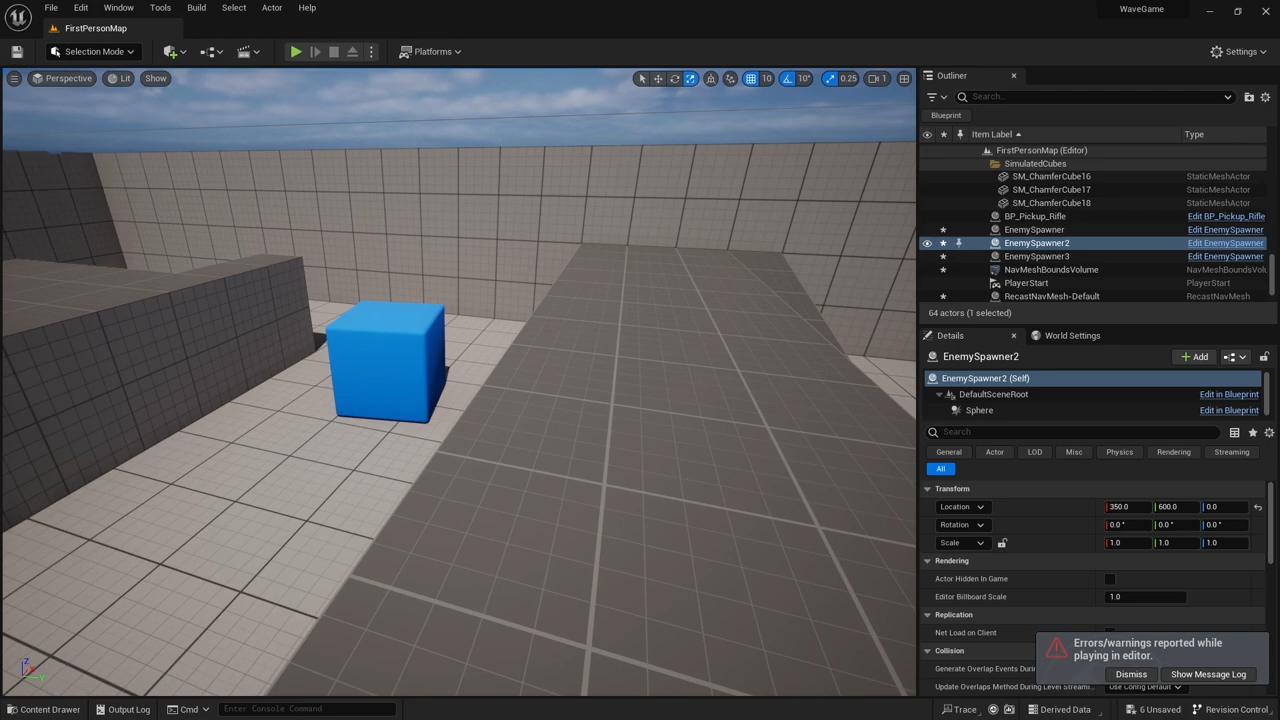 File Edit Window Tools Build Select Actor Help
WaveGame
FirstPersonMap
Selection Mode
Platforms
Settings
Perspective Lit Show
10 10° 0.25 1
Outliner
Search...
Blueprint
Item Label Type
FirstPersonMap (Editor)
SimulatedCubes
SM_ChamferCube16 StaticMeshActor
SM_ChamferCube17 StaticMeshActor
SM_ChamferCube18 StaticMeshActor
BP_Pickup_Rifle Edit BP_Pickup_Rifle
EnemySpawner Edit EnemySpawner
EnemySpawner2 Edit EnemySpawner
EnemySpawner3 Edit EnemySpawner
NavMeshBoundsVolume NavMeshBoundsVolu
PlayerStart PlayerStart
RecastNavMesh-Default RecastNavMesh
64 actors (1 selected)
Details World Settings
EnemySpawner2 + Add
EnemySpawner2 (Self)
DefaultSceneRoot Edit in Blueprint
Sphere Edit in Blueprint
Search
General Actor LOD Misc Physics Rendering Streaming
All
Transform
Location 350.0 600.0 0.0
Rotation 0.0 ° 0.0 ° 0.0 °
Scale 1.0 1.0 1.0
Rendering
Actor Hidden In Game
Editor Billboard Scale 1.0
Replication
Net Load on Client
Collision
Generate Overlap Events Duri
Update Overlaps Method During Level Streami... Use Config Default
Errors/warnings reported while
playing in editor.
Dismiss Show Message Log
Z
Y
Content Drawer Output Log Cmd Enter Console Command
Trace Derived Data 6 Unsaved Revision Control